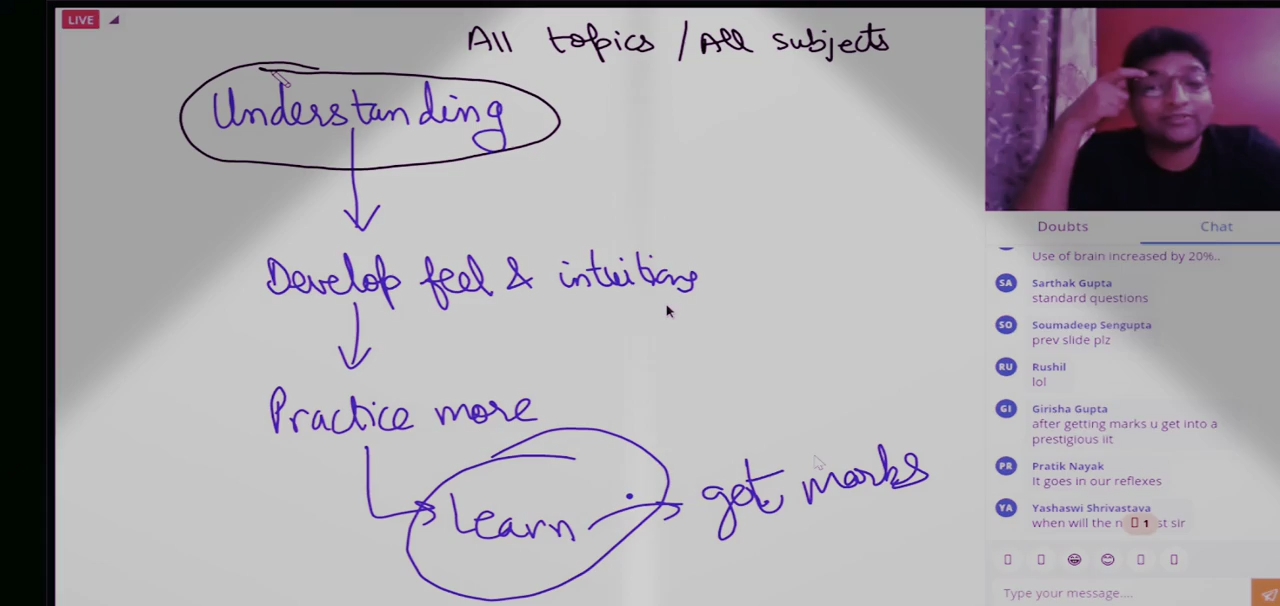 LIVE
All topics / All subjects
Understanding
Develop feel & intuitions
Practice more
Learn
get marks
Doubts
Chat
Use of brain increased by 20%..
SA
Sarthak Gupta
standard questions
SO
Soumadeep Sengupta
prev slide plz
RU
Rushil
lol
GI
Girisha Gupta
after getting marks u get into a
prestigious iit
PR
Pratik Nayak
It goes in our reflexes
YA
Yashaswi Shrivastava
when will the n 1 st sir
Type your message....